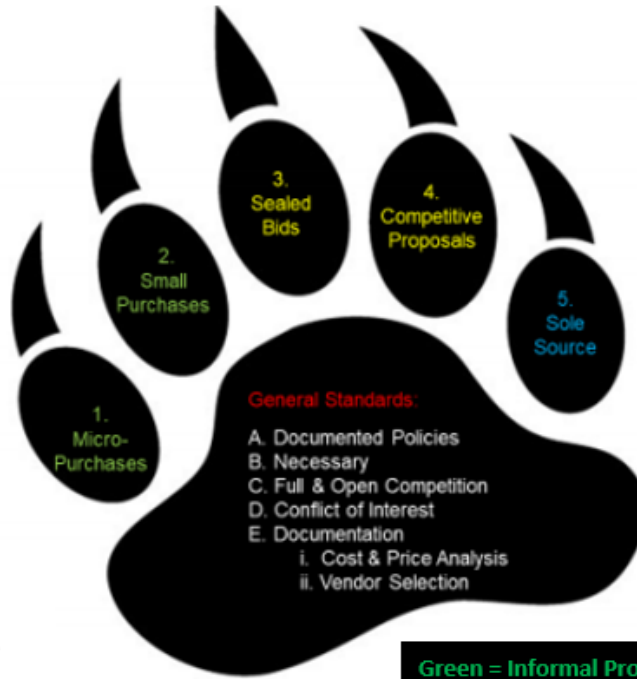 1.
Micro-
Purchases
2.
Small
Purchases
3.
Sealed
Bids
4.
Competitive
Proposals
5.
Sole
Source
General Standards:
A. Documented Policies
B. Necessary
C. Full & Open Competition
D. Conflict of Interest
E. Documentation
i. Cost & Price Analysis
ii. Vendor Selection
Green = Informal